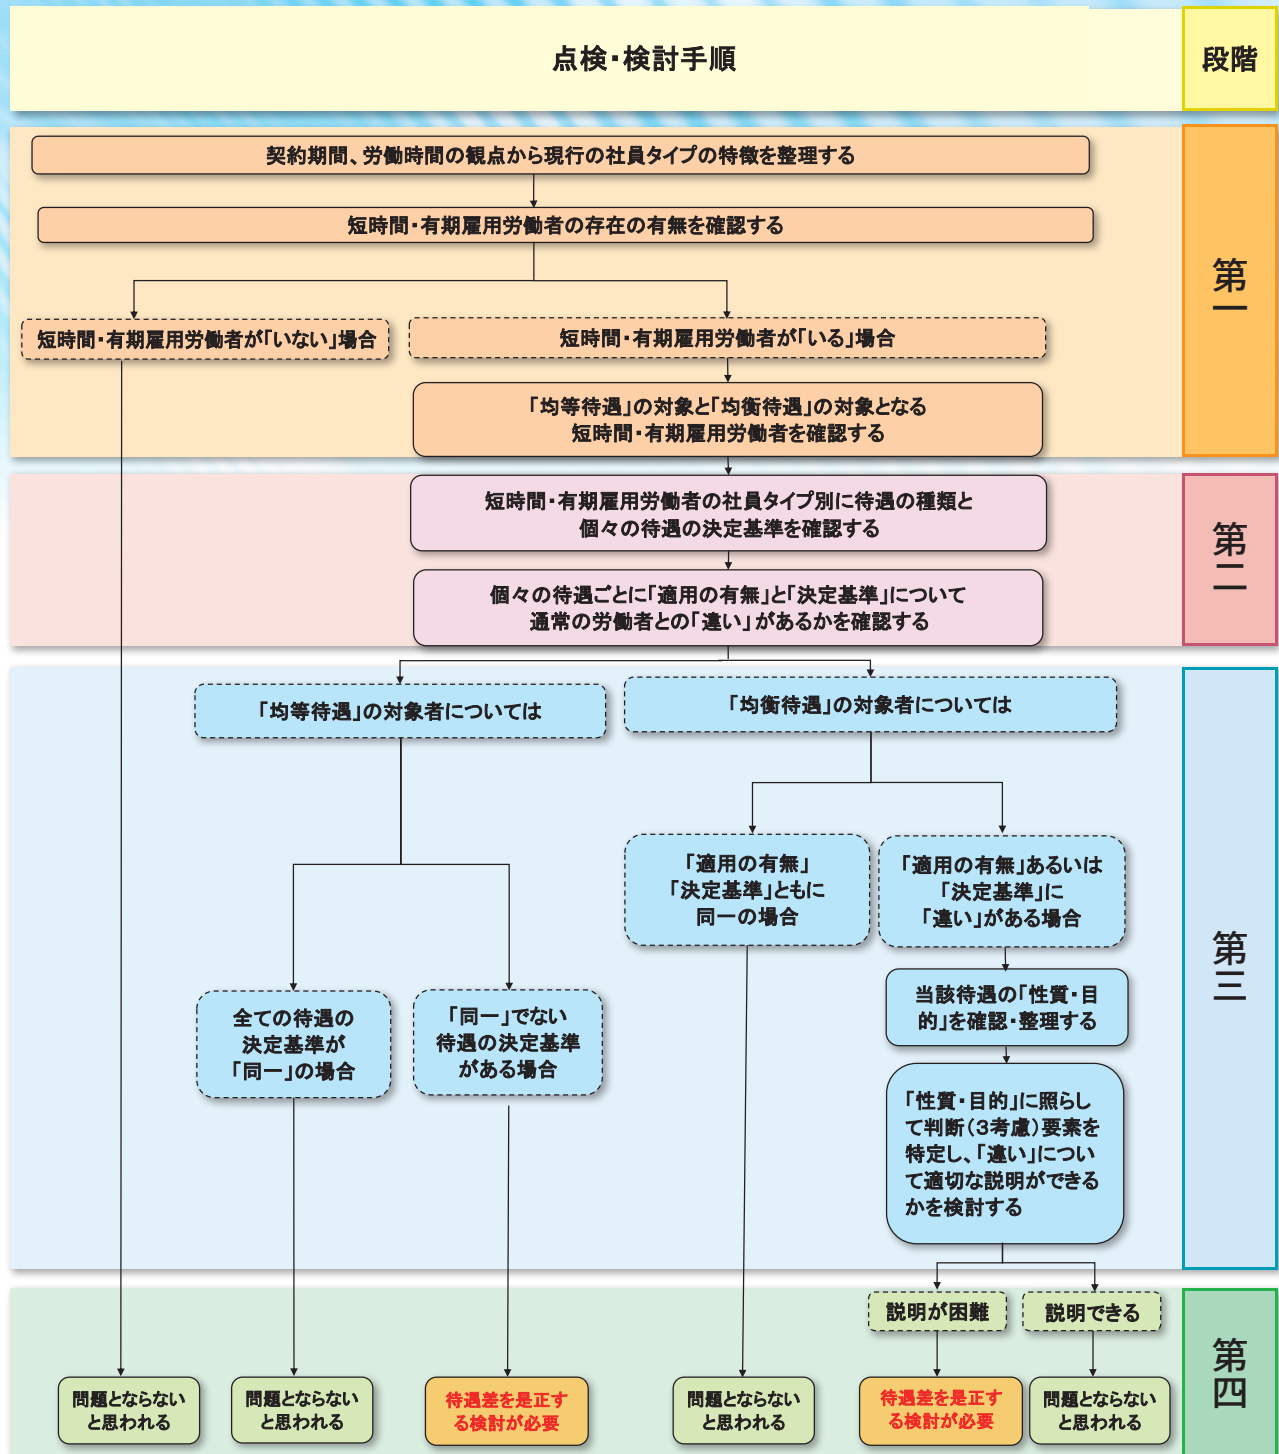 点検・検討手順
段階
契約期間、労働時間の観点から現行の社員タイプの特徴を整理する
短時間・有期雇用労働者の存在の有無を確認する
短時間・有期雇用労働者が「いない」場合
短時間・有期雇用労働者が「いる」場合
「均等待遇」の対象と「均衡待遇」の対象となる
短時間・有期雇用労働者を確認する
第一
短時間・有期雇用労働者の社員タイプ別に待遇の種類と
個々の待遇の決定基準を確認する
個々の待遇ごとに「適用の有無」と「決定基準」について
通常の労働者との「違い」があるかを確認する
第二
「均等待遇」の対象者については
「均衡待遇」の対象者については
「適用の有無」
「決定基準」ともに
同一の場合
「適用の有無」あるいは
「決定基準」に
「違い」がある場合
全ての待遇の
決定基準が
「同一」の場合
「同一」でない
待遇の決定基準
がある場合
当該待遇の「性質・目
的」を確認・整理する
「性質・目的」に照らし
て判断（3考慮）要素を
特定し、「違い」につい
て適切な説明ができる
かを検討する
第三
説明が困難
説明できる
問題とならない
と思われる
問題とならない
と思われる
待遇差を是正す
る検討が必要
問題とならない
と思われる
待遇差を是正す
る検討が必要
問題とならない
と思われる
第四